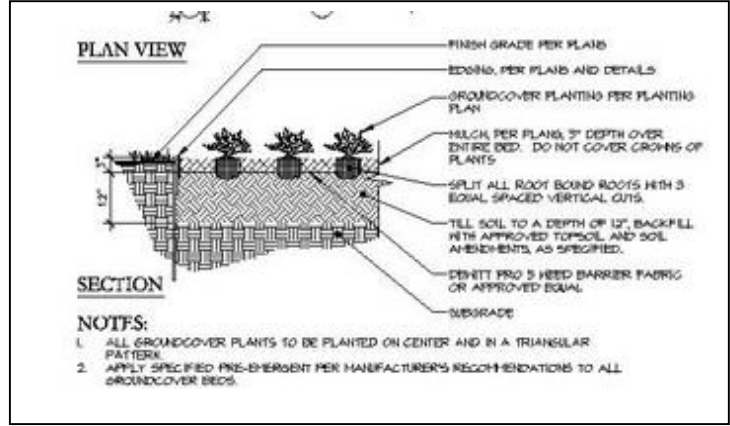 PLAN VIEW
FINISH GRADE PER PLANS
EDGING, PER PLANS AND DETAILS
GROUNDCOVER PLANTING PER PLANTING
PLAN
MULCH, PER PLANS, 3" DEPTH OVER
ENTIRE BED. DO NOT COVER CROWNS OF
PLANTS
SPLIT ALL ROOT BOUND ROOTS WITH 3
EQUAL SPACED VERTICAL CUTS.
TILL SOIL TO A DEPTH OF 12", BACKFILL
WITH APPROVED TOPSOIL AND SOIL
AMENDMENTS, AS SPECIFIED.
DEWITT PRO 5 WEED BARRIER FABRIC
OR APPROVED EQUAL
SUBGRADE
3"
12"
SECTION
NOTES:
1. ALL GROUNDCOVER PLANTS TO BE PLANTED ON CENTER AND IN A TRIANGULAR
PATTERN.
2. APPLY SPECIFIED PRE-EMERGENT PER MANUFACTURER'S RECOMMENDATIONS TO ALL
GROUNDCOVER BEDS.